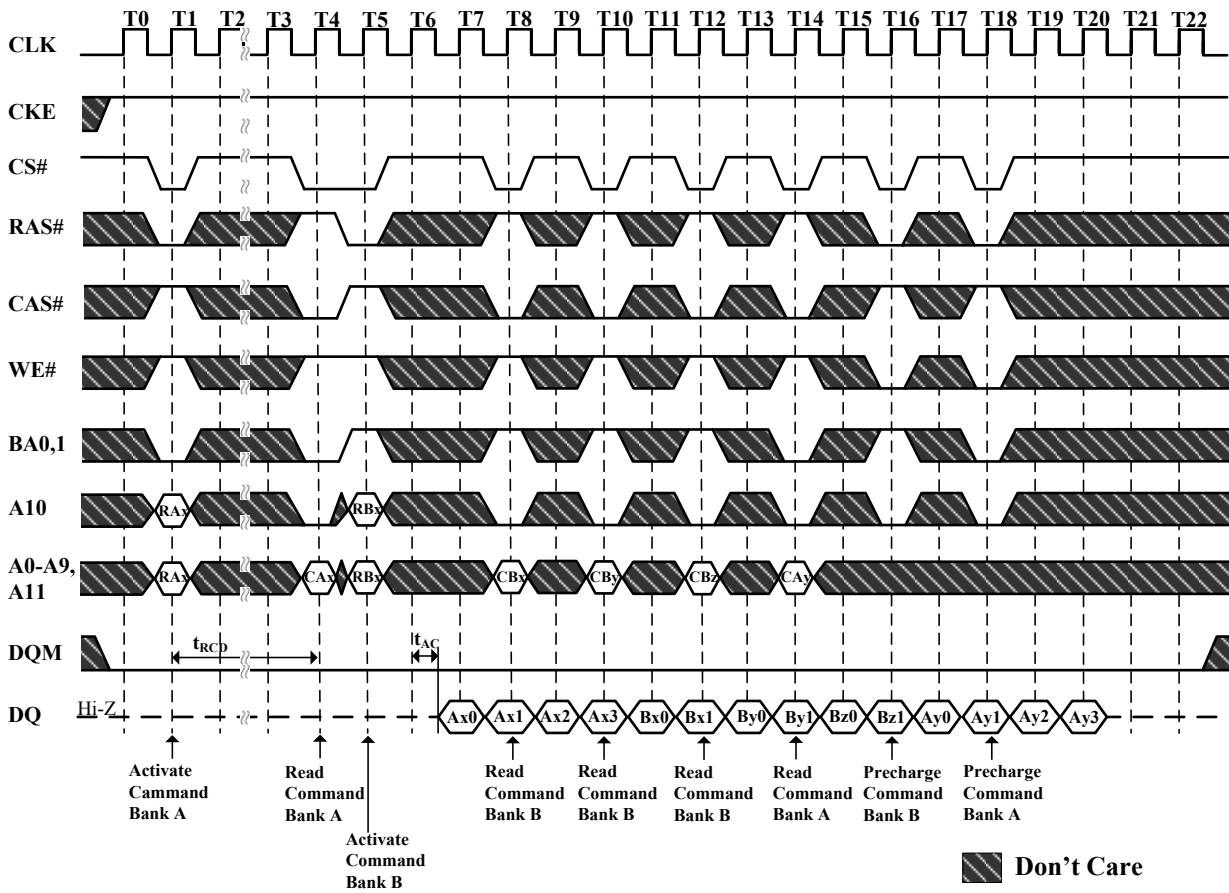 T0 T1 T2 T3 T4 T5 T6 T7 T8 T9 T10 T11 T12 T13 T14 T15 T16 T17 T18 T19 T20 T21 T22
CLK
CKE
CS#
RAS#
CAS#
WE#
BA0,1
A10
RAx RBx
A0-A9,
A11
RAx CAx RBx CBx CBy CBz CAy
DQM
tRCD tAC
DQ
Hi-Z
Ax0 Ax1 Ax2 Ax3 Bx0 Bx1 By0 By1 Bz0 Bz1 Ay0 Ay1 Ay2 Ay3
Activate
Cammand
Bank A
Read
Command
Bank A
Activate
Command
Bank B
Read
Command
Bank B
Read
Command
Bank B
Read
Command
Bank B
Read
Command
Bank A
Precharge
Command
Bank B
Precharge
Command
Bank A
Don't Care